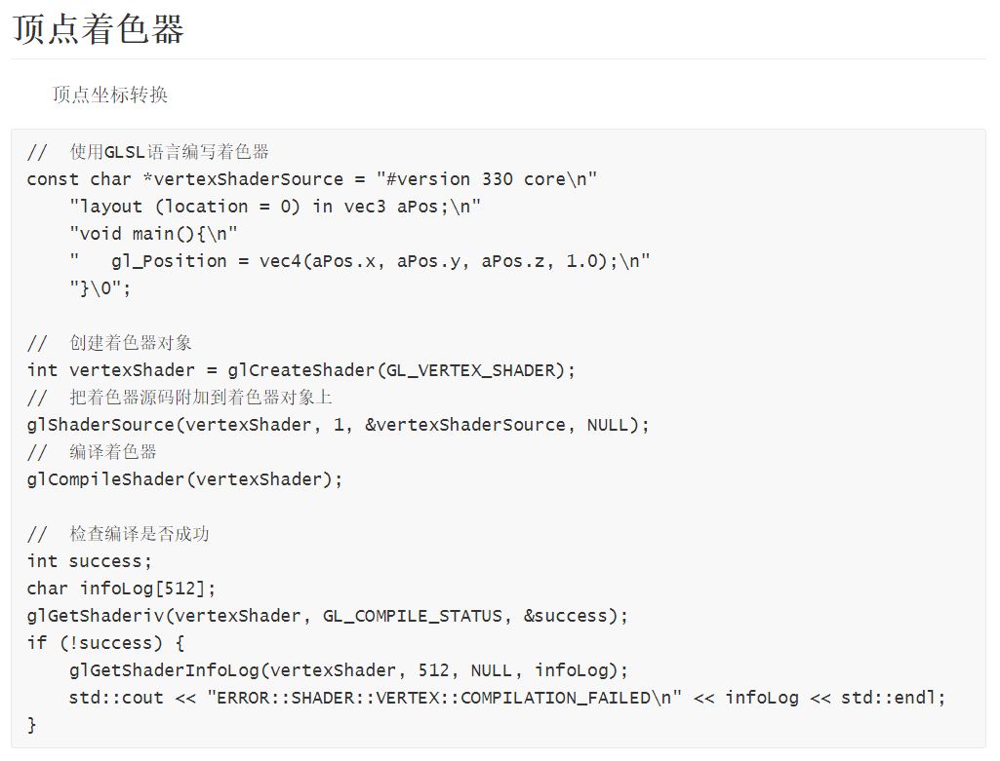 顶点着色器
顶点坐标转换
//  使用GLSL语言编写着色器
const char *vertexShaderSource = "#version 330 core\n"
    "layout (location = 0) in vec3 aPos;\n"
    "void main(){\n"
    "   gl_Position = vec4(aPos.x, aPos.y, aPos.z, 1.0);\n"
    "}\0";
//  创建着色器对象
int vertexShader = glCreateShader(GL_VERTEX_SHADER);
//  把着色器源码附加到着色器对象上
glShaderSource(vertexShader, 1, &vertexShaderSource, NULL);
//  编译着色器
glCompileShader(vertexShader);
//  检查编译是否成功
int success;
char infoLog[512];
glGetShaderiv(vertexShader, GL_COMPILE_STATUS, &success);
if (!success) {
    glGetShaderInfoLog(vertexShader, 512, NULL, infoLog);
    std::cout << "ERROR::SHADER::VERTEX::COMPILATION_FAILED\n" << infoLog << std::endl;
}